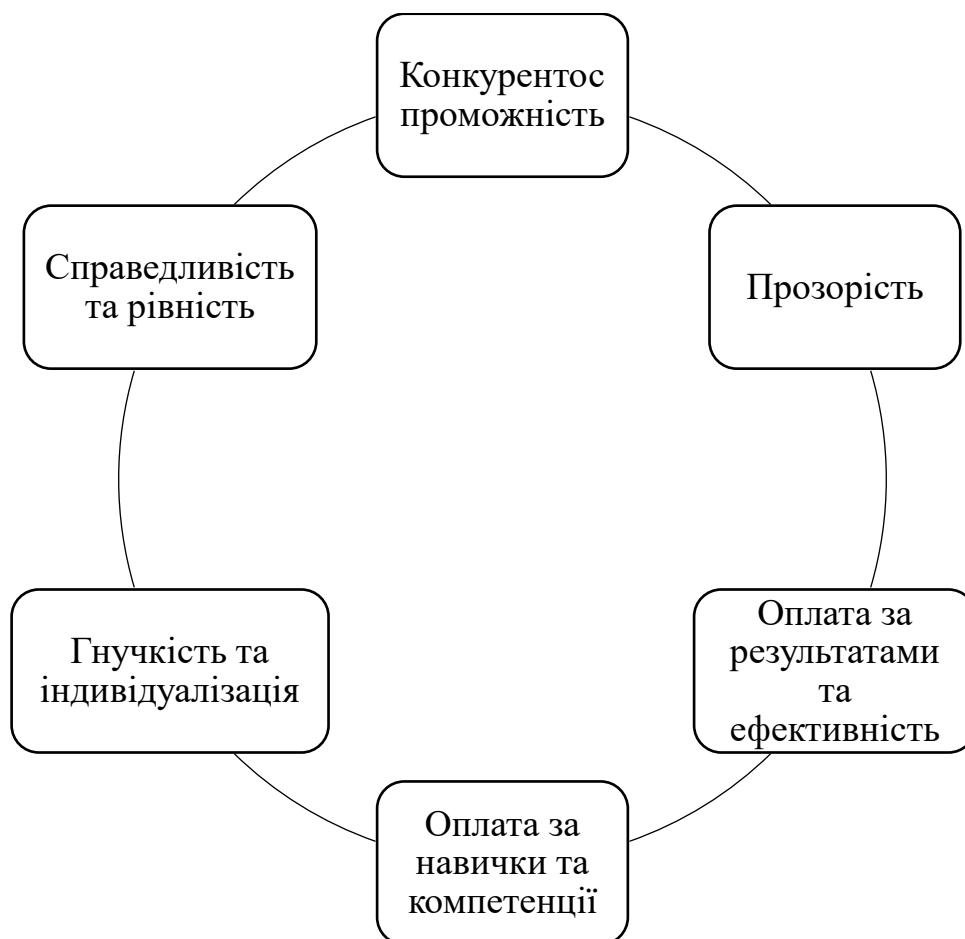 Конкурентос
проможність
Прозорість
Оплата за
результатами
та
ефективність
Оплата за
навички та
компетенції
Гнучкість та
індивідуалізація
Справедливість
та рівність